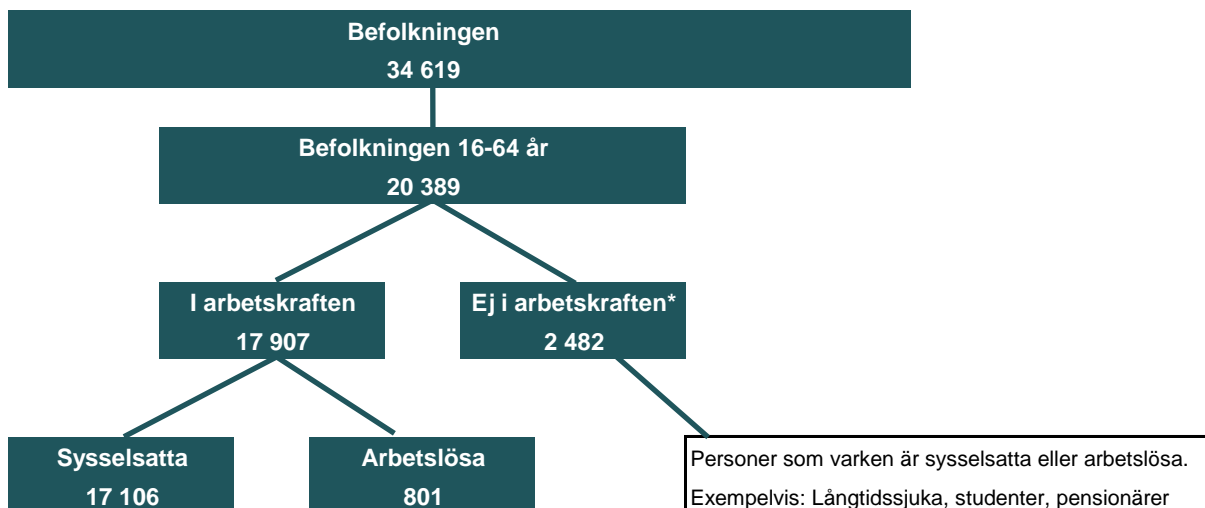 Befolkningen
34 619
Befolkningen 16-64 år
20 389
I arbetskraften
17 907
Ej i arbetskraften*
2 482
Sysselsatta
17 106
Arbetslösa
801
Personer som varken är sysselsatta eller arbetslösa.
Exempelvis: Långtidssjuka, studenter, pensionärer